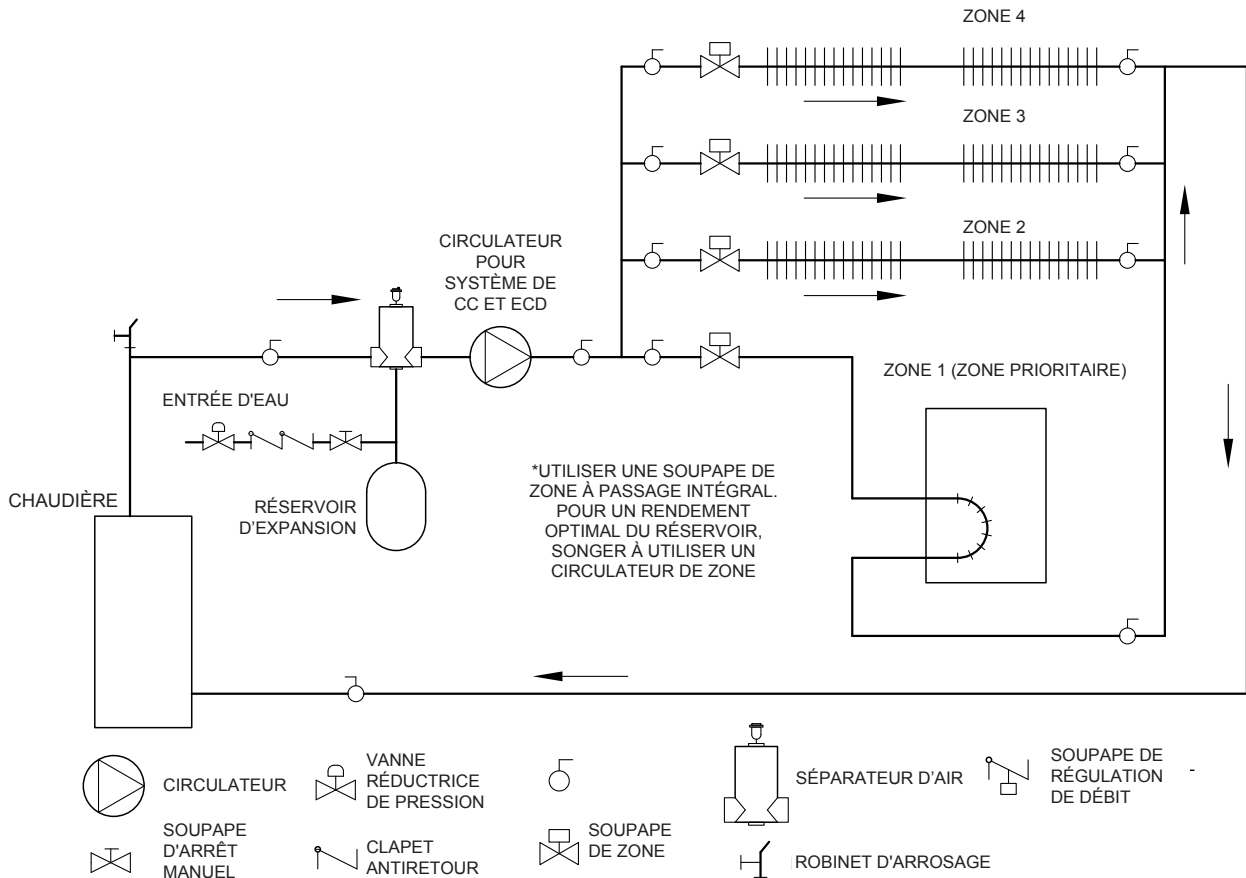 ZONE 4
ZONE 3
ZONE 2
CIRCULATEUR
POUR
SYSTÈME DE
CC ET ECD
ZONE 1 (ZONE PRIORITAIRE)
ENTRÉE D'EAU
CHAUDIÈRE
RÉSERVOIR
D'EXPANSION
*UTILISER UNE SOUPAPE DE
ZONE À PASSAGE INTÉGRAL.
POUR UN RENDEMENT
OPTIMAL DU RÉSERVOIR,
SONGER À UTILISER UN
CIRCULATEUR DE ZONE
CIRCULATEUR
VANNE
RÉDUCTRICE
DE PRESSION
SÉPARATEUR D'AIR
SOUPAPE DE
RÉGULATION
DE DÉBIT
-
SOUPAPE
D'ARRÊT
MANUEL
CLAPET
ANTIRETOUR
SOUPAPE
DE ZONE
ROBINET D'ARROSAGE